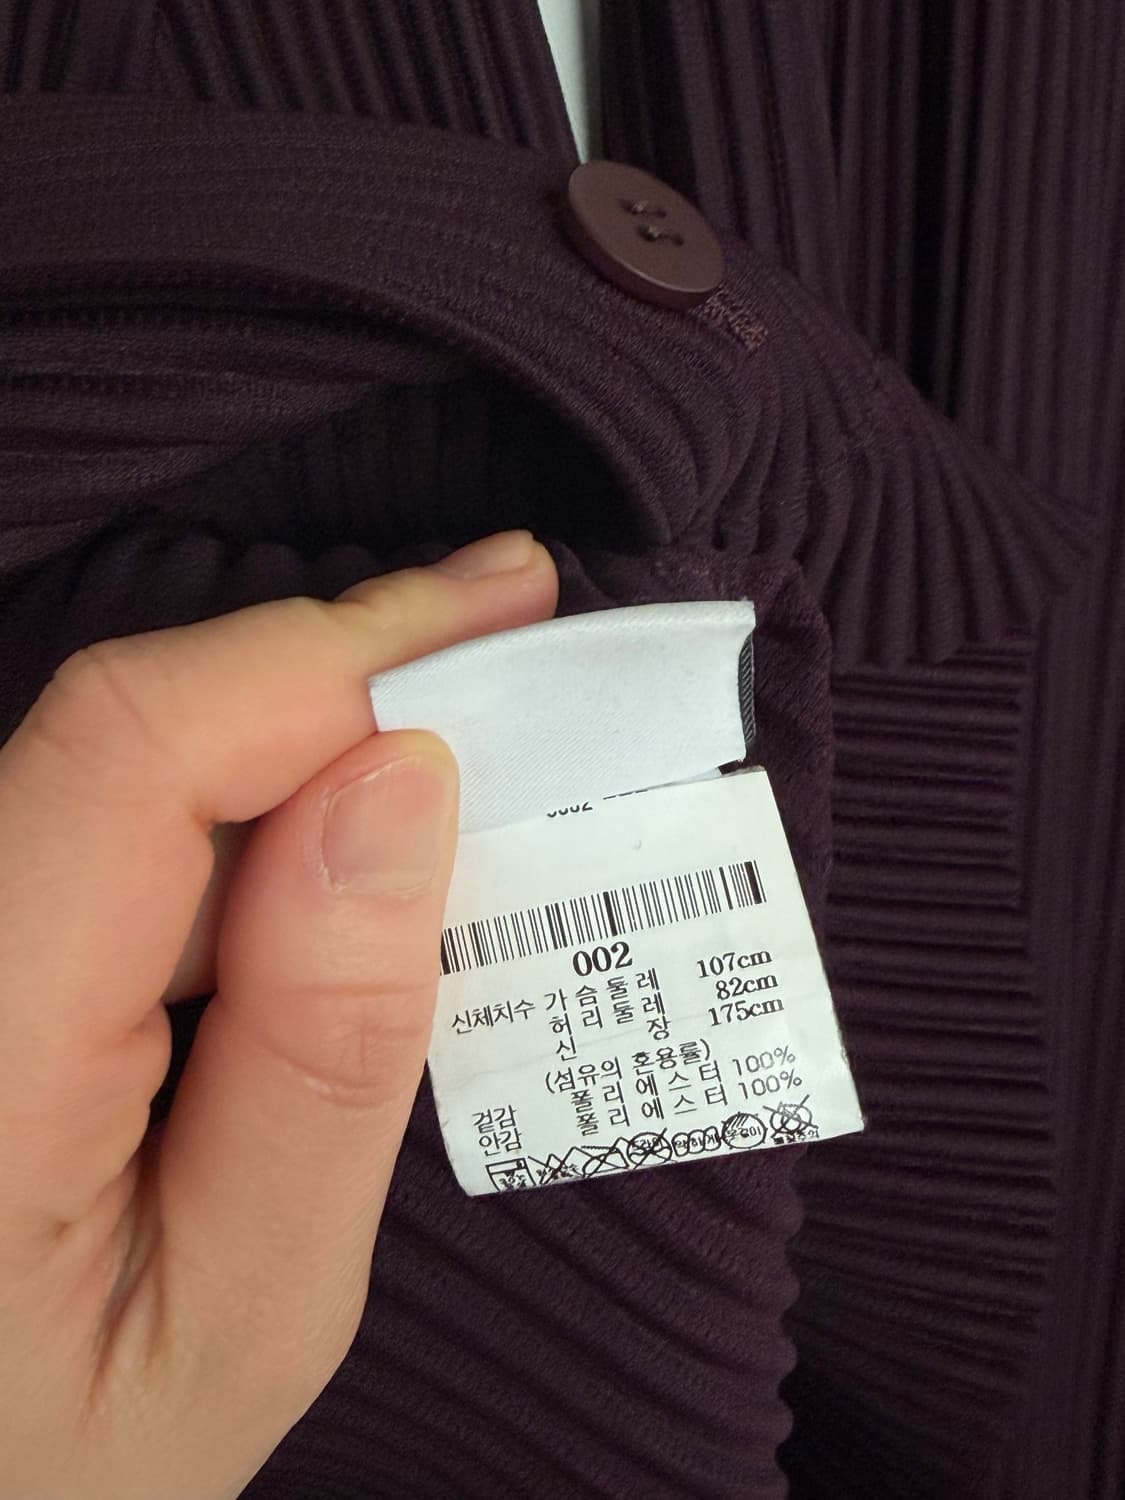 002
신체치수 가슴둘레 107cm
허리둘레 82cm
신 장 175cm
(섬유의 혼용률)
겉감 폴리에스터 100%
안감 폴리에스터 100%